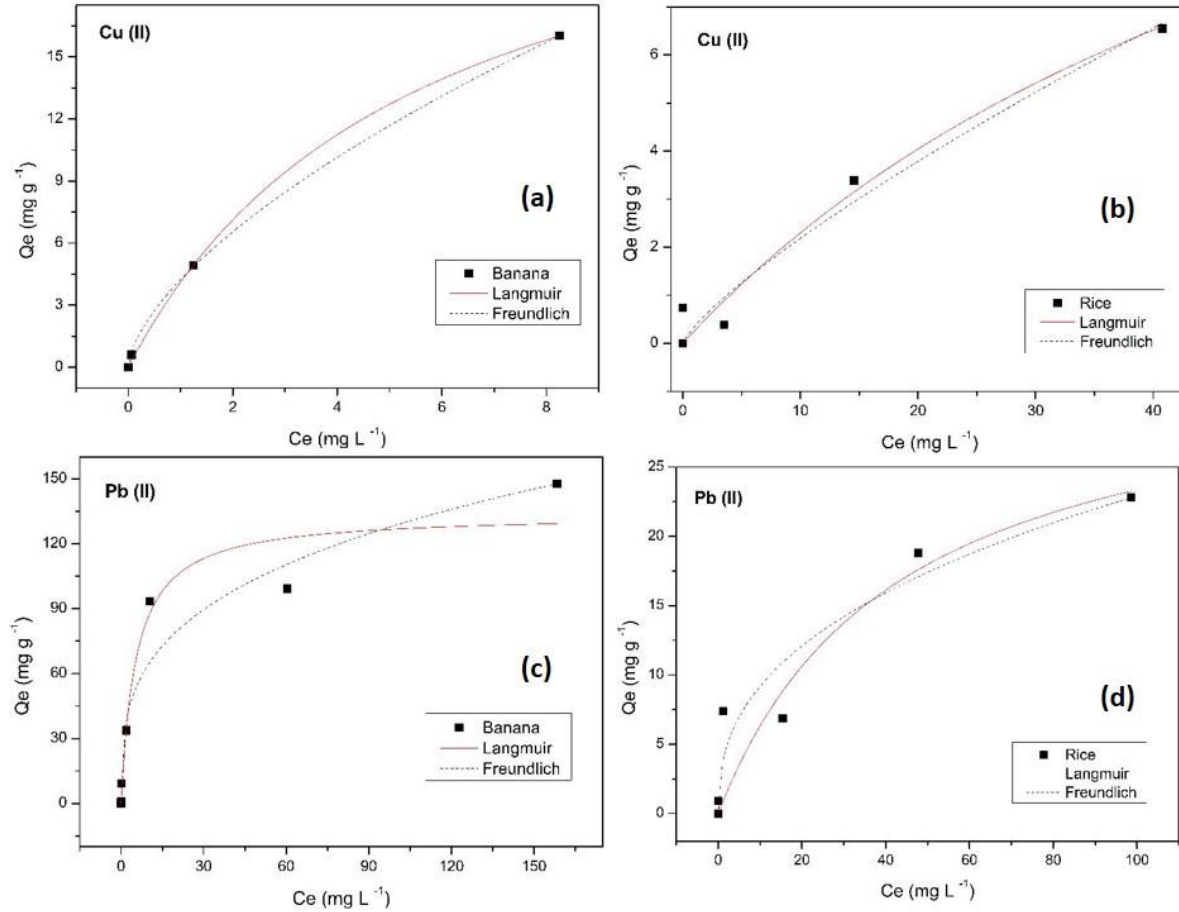 Cu (II)
16
12
8
4
0
Qe (mg g -1)
0
2
4
6
8
Ce (mg L -1)
(a)
Banana
Langmuir
Freundlich
Cu (II)
6
4
2
0
Qe (mg g -1)
0
10
20
30
40
Ce (mg L -1)
(b)
Rice
Langmuir
Freundlich
Pb (II)
150
120
90
60
30
0
Qe (mg g -1)
0
30
60
90
120
150
Ce (mg L -1)
(c)
Banana
Langmuir
Freundlich
Pb (II)
25
20
15
10
5
0
Qe (mg g -1)
0
20
40
60
80
100
Ce (mg L -1)
(d)
Rice
Langmuir
Freundlich